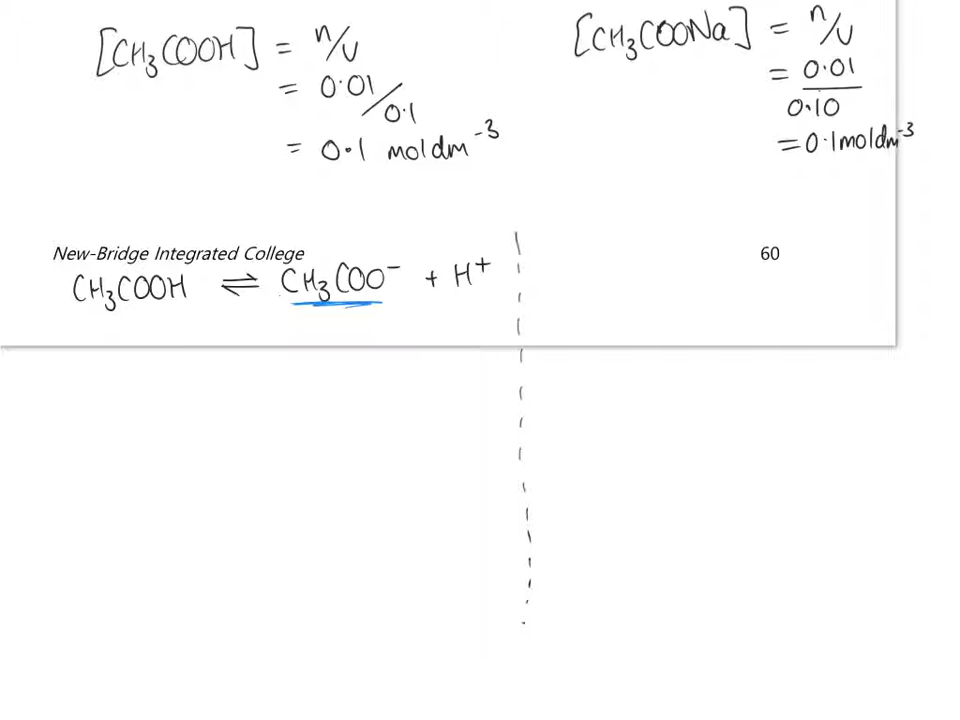 [CH₃COOH] = n/v
= 0.01/0.1
= 0.1 moldm⁻³
[CH₃COONa] = n/v
= 0.01
0.10
= 0.1moldm⁻³
New-Bridge Integrated College 60
CH₃COOH ⇌ CH₃COO⁻ + H⁺